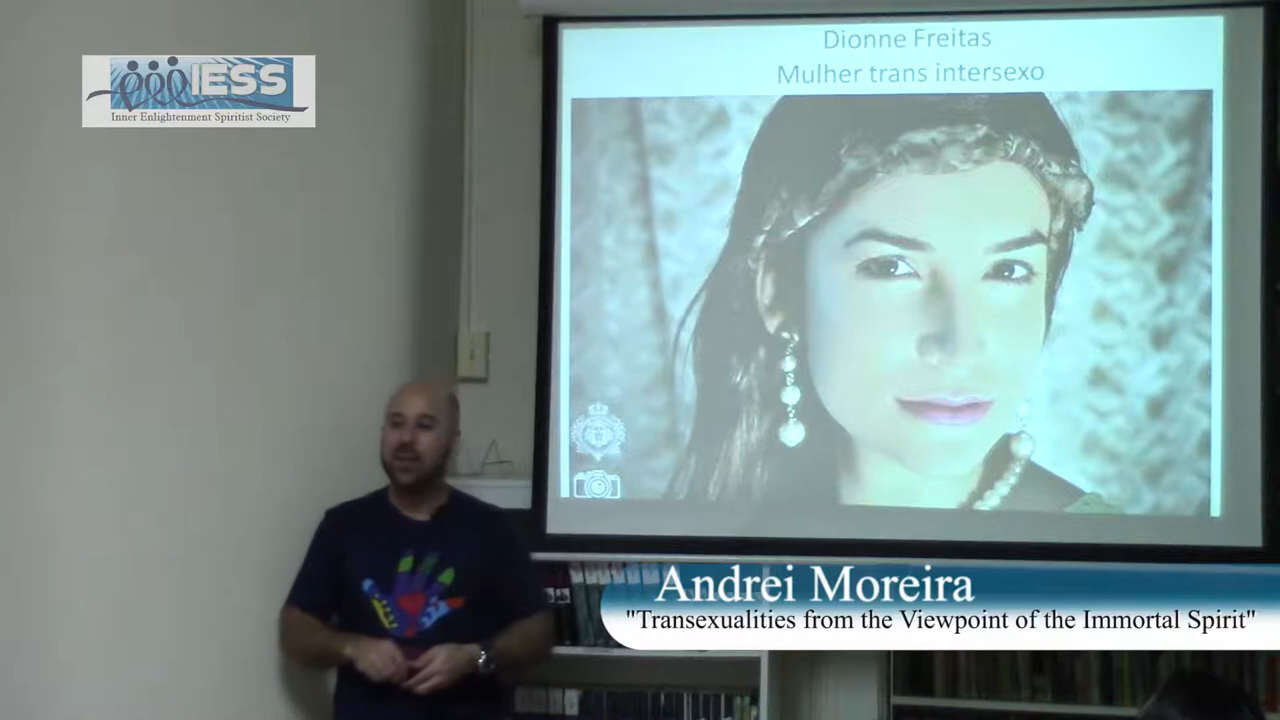 IESS
Inner Enlightenment Spiritist Society
Dionne Freitas
Mulher trans intersexo
Andrei Moreira
"Transexualities from the Viewpoint of the Immortal Spirit"